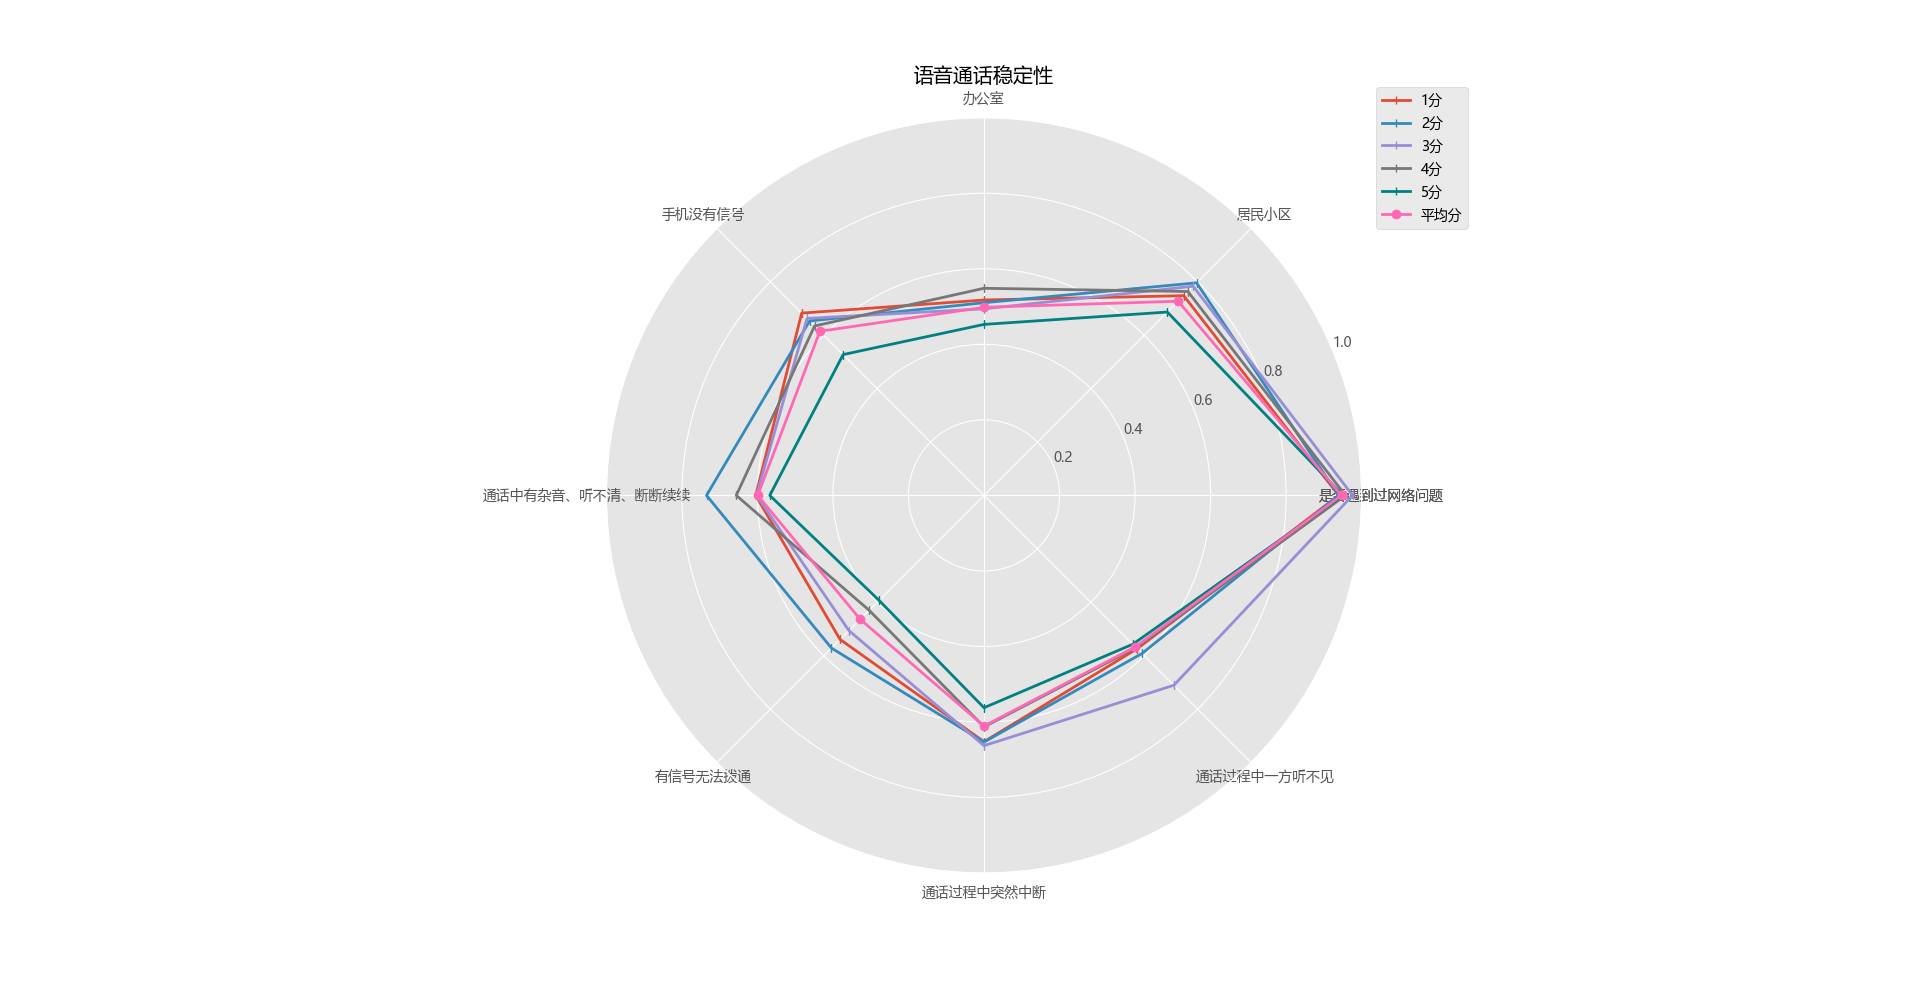 语音通话稳定性
办公室
1分
2分
3分
4分
5分
平均分
手机没有信号
居民小区
1.0
0.8
0.6
0.4
0.2
通话中有杂音、听不清、断断续续
是否遇到过网络问题
有信号无法拨通
通话过程中一方听不见
通话过程中突然中断